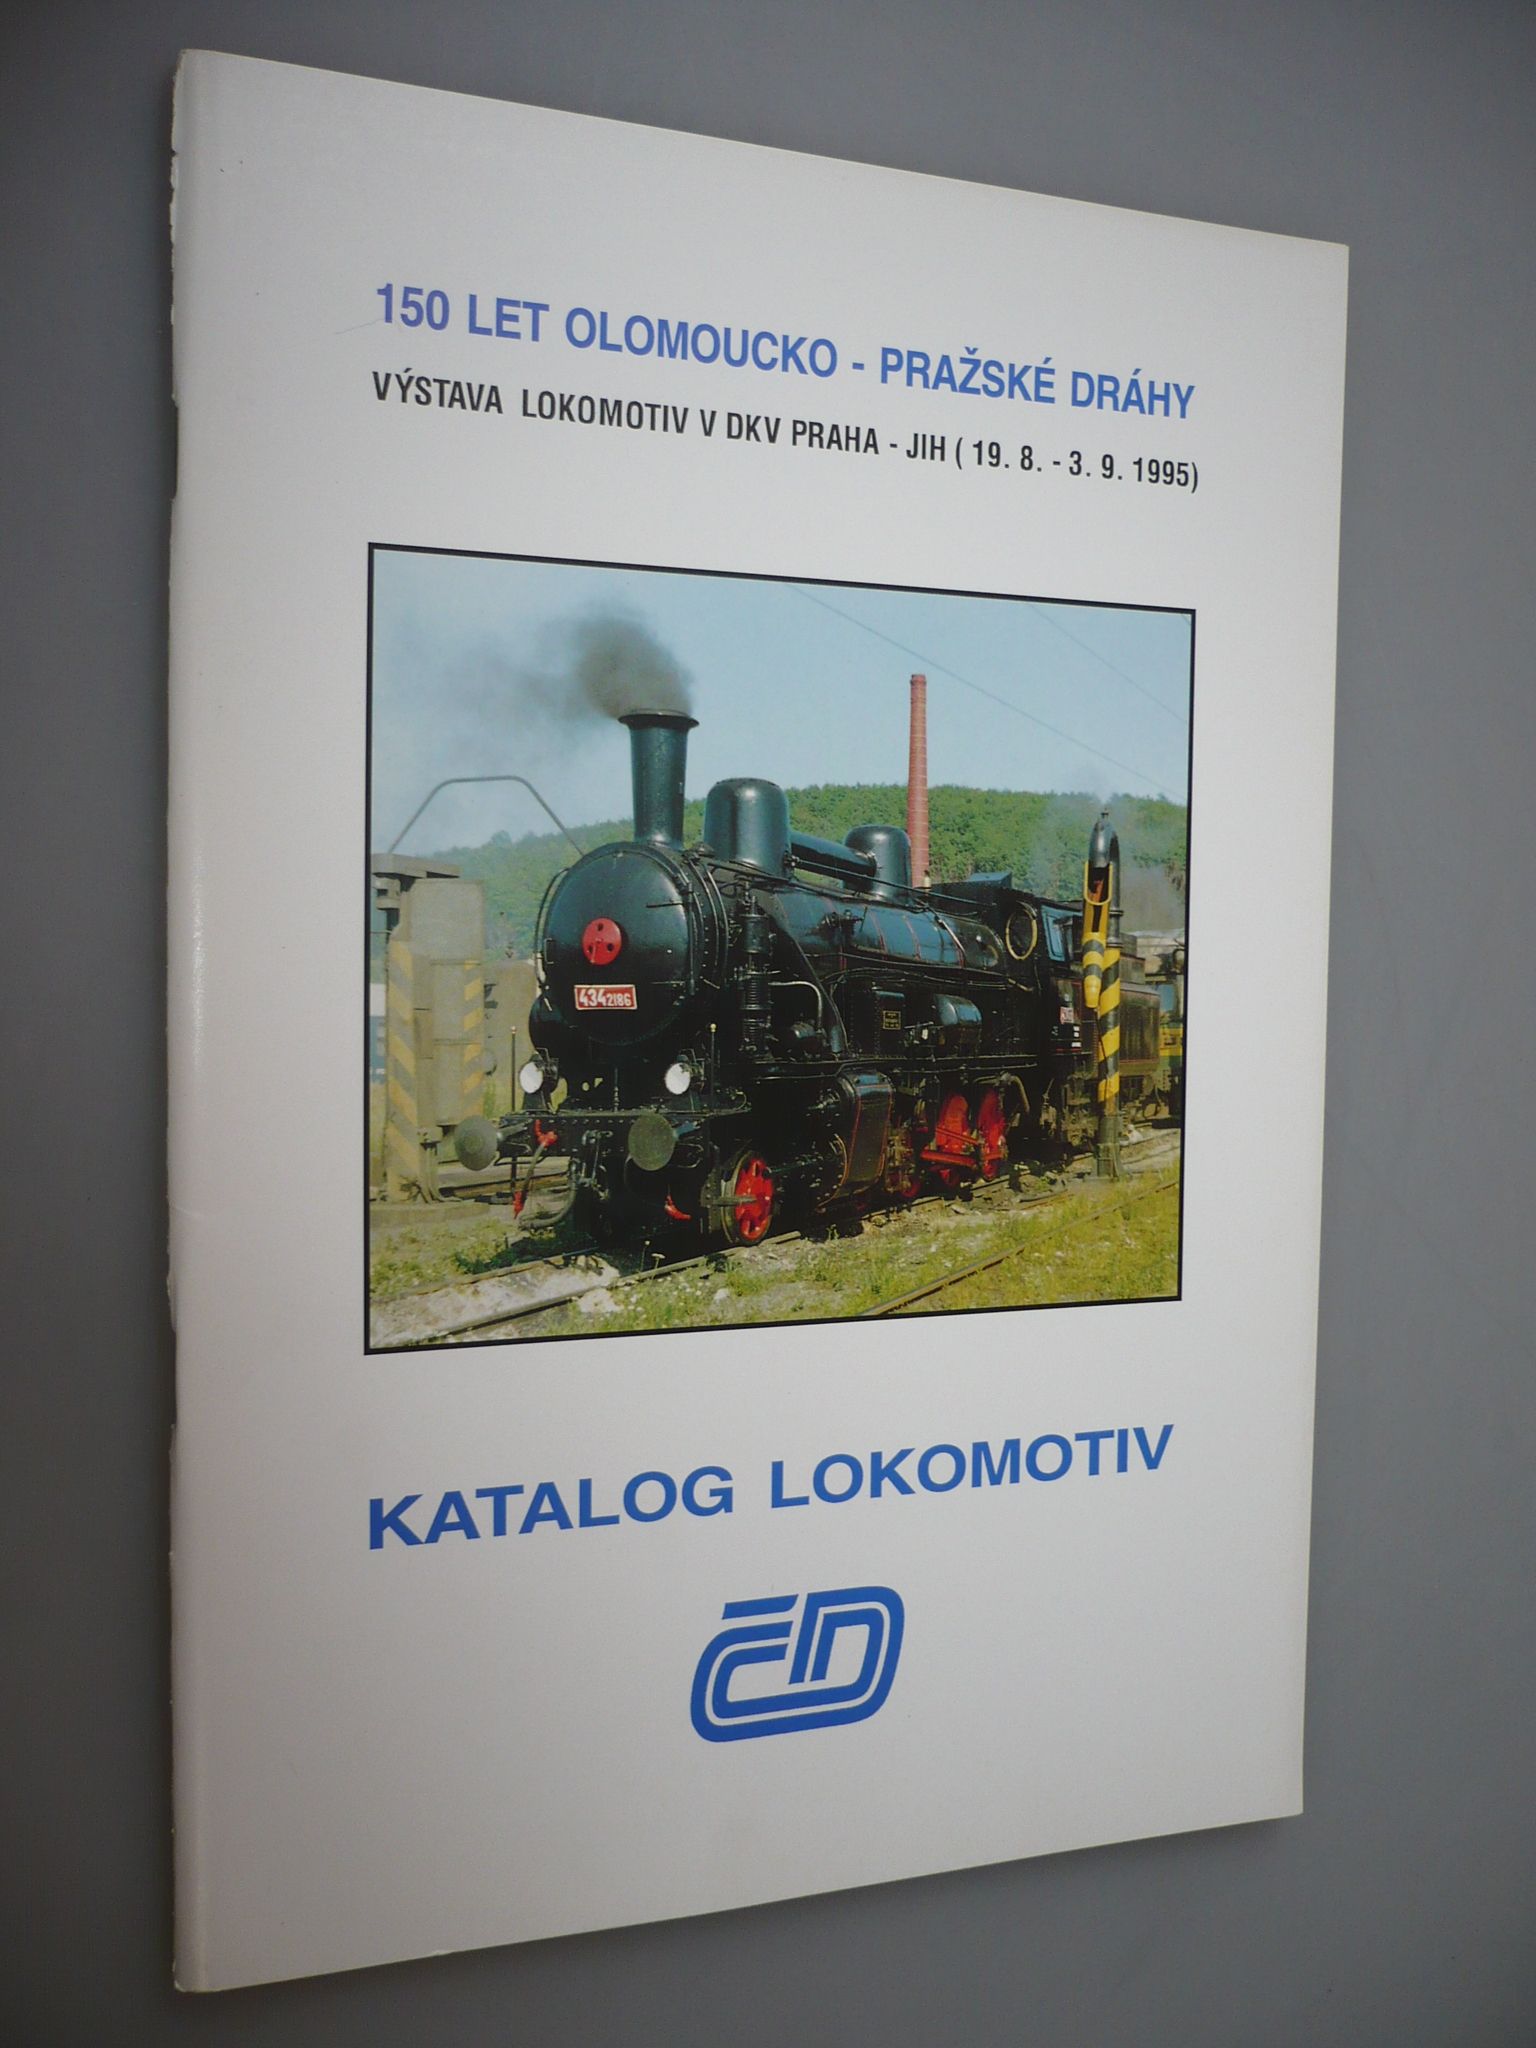 150 LET OLOMOUCKO - PRAŽSKÉ DRÁHY
VÝSTAVA LOKOMOTIV V DKV PRAHA - JIH ( 19. 8. - 3. 9. 1995)
434 2186
KATALOG LOKOMOTIV
ČD